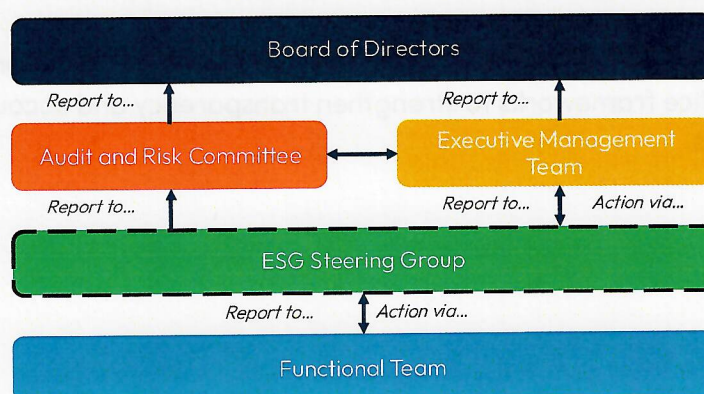 Board of Directors
Report to...
Report to...
Audit and Risk Committee
Executive Management
Team
Report to...
Report to...
Action via...
ESG Steering Group
Report to...
Action via...
Functional Team